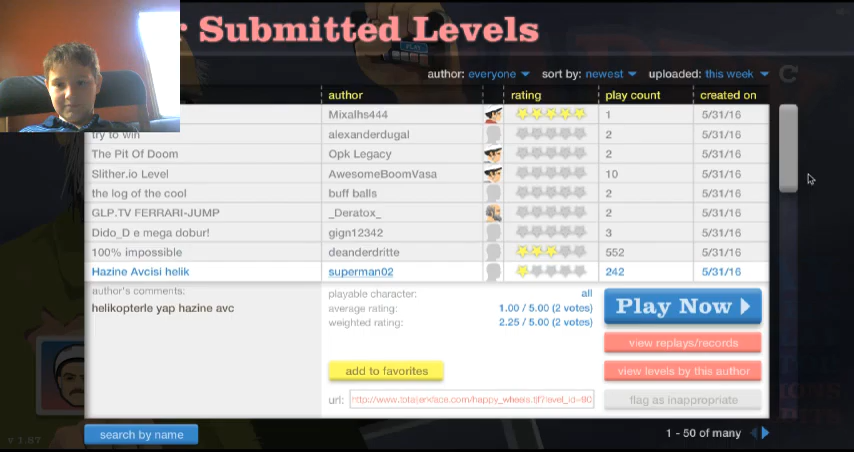 Submitted Levels
author: everyone sort by: newest uploaded: this week
author rating play count created on
Mixalhs444 1 5/31/16
try to win alexanderdugal 2 5/31/16
The Pit Of Doom Opk Legacy 2 5/31/16
Slither.io Level AwesomeBoomVasa 10 5/31/16
the log of the cool buff balls 2 5/31/16
GLP.TV FERRARI-JUMP _Deratox_ 2 5/31/16
Dido_D e mega dobur! gign12342 3 5/31/16
100% impossible deanderdritte 552 5/31/16
Hazine Avcisi helik superman02 242 5/31/16
author's comments:
helikopterle yap hazine avc
playable character: all
average rating: 1.00 / 5.00 (2 votes)
weighted rating: 2.25 / 5.00 (2 votes)
Play Now
view replays/records
add to favorites
view levels by this author
url: http://www.totaljerkface.com/happy_wheels.tjf?level_id=90
flag as inappropriate
search by name
1 - 50 of many
v 1.87